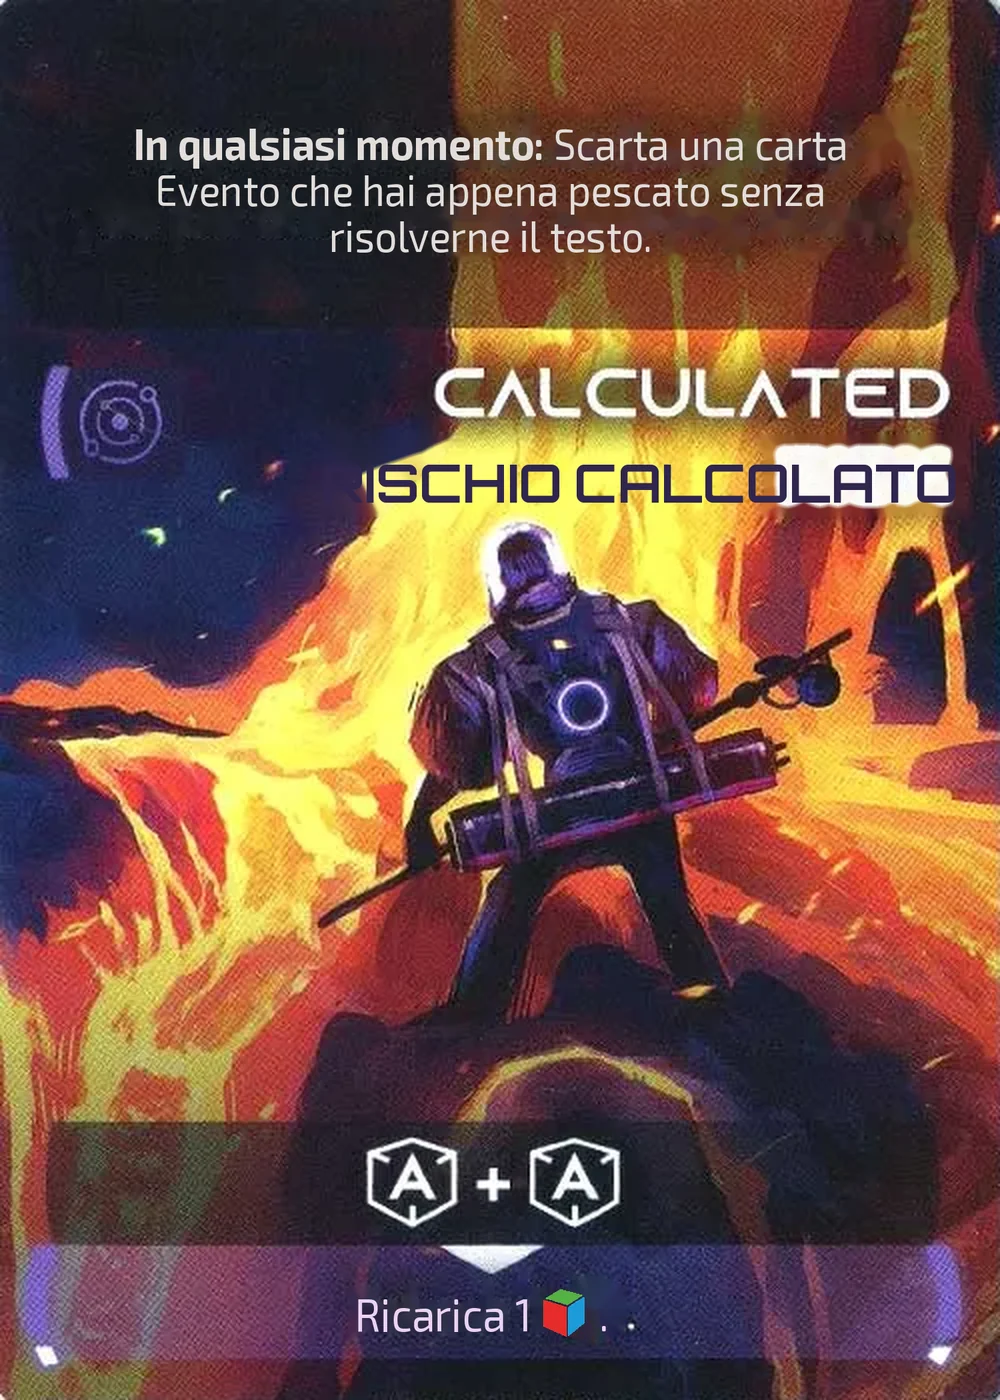 In qualsiasi momento: Scarta una carta
Evento che hai appena pescato senza
risolverne il testo.
CALCULATED
ISCHIO CALCOLATO
A + A
Ricarica 1 . .